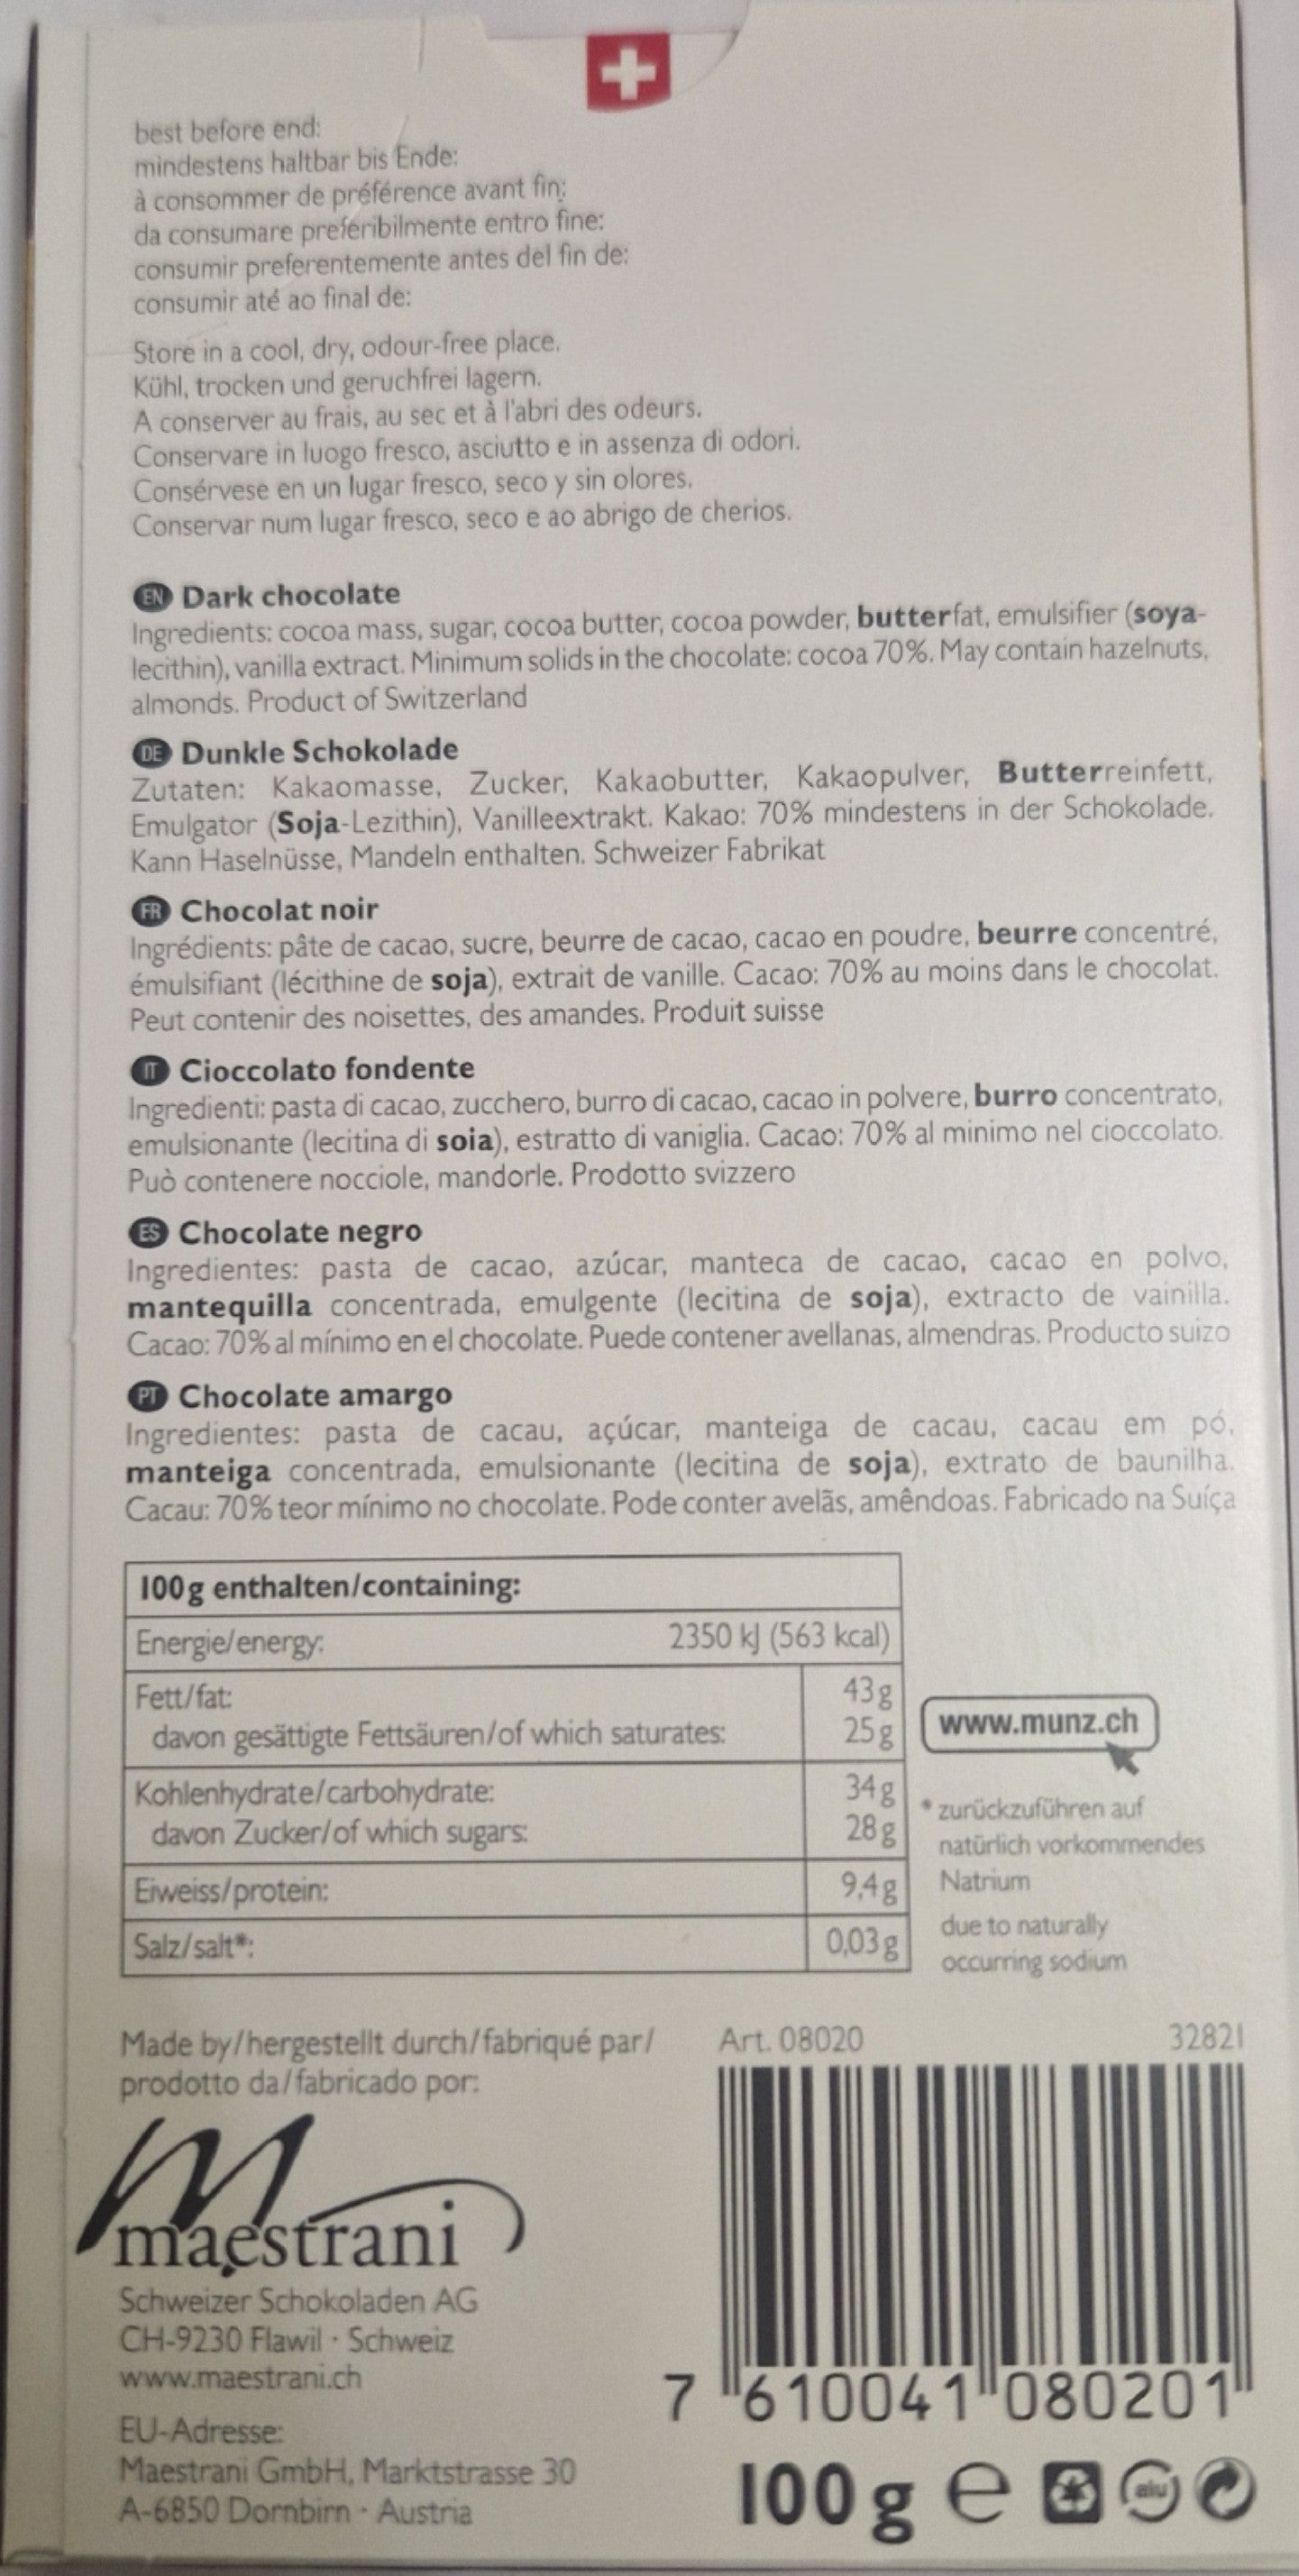 best before end:
mindestens haltbar bis Ende:
à consommer de préférence avant fin:
da consumare preferibilmente entro fine:
consumir preferentemente antes del fin de:
consumir até ao final de:
Store in a cool, dry, odour-free place.
Kühl, trocken und geruchfrei lagern.
A conserver au frais, au sec et à l'abri des odeurs.
Conservare in luogo fresco, asciutto e in assenza di odori.
Consérvese en un lugar fresco, seco y sin olores.
Conservar num lugar fresco, seco e ao abrigo de cherios.
EN Dark chocolate
Ingredients: cocoa mass, sugar, cocoa butter, cocoa powder, butterfat, emulsifier (soya-
lecithin), vanilla extract. Minimum solids in the chocolate: cocoa 70%. May contain hazelnuts,
almonds. Product of Switzerland
DE Dunkle Schokolade
Zutaten: Kakaomasse, Zucker, Kakaobutter, Kakaopulver, Butterreinfett,
Emulgator (Soja-Lezithin), Vanilleextrakt. Kakao: 70% mindestens in der Schokolade.
Kann Haselnüsse, Mandeln enthalten. Schweizer Fabrikat
FR Chocolat noir
Ingrédients: pâte de cacao, sucre, beurre de cacao, cacao en poudre, beurre concentré,
émulsifiant (lécithine de soja), extrait de vanille. Cacao: 70% au moins dans le chocolat.
Peut contenir des noisettes, des amandes. Produit suisse
IT Cioccolato fondente
Ingredienti: pasta di cacao, zucchero, burro di cacao, cacao in polvere, burro concentrato,
emulsionante (lecitina di soia), estratto di vaniglia. Cacao: 70% al minimo nel cioccolato.
Può contenere nocciole, mandorle. Prodotto svizzero
ES Chocolate negro
Ingredientes: pasta de cacao, azúcar, manteca de cacao, cacao en polvo,
mantequilla concentrada, emulgente (lecitina de soja), extracto de vainilla.
Cacao: 70% al mínimo en el chocolate. Puede contener avellanas, almendras. Producto suizo
PT Chocolate amargo
Ingredientes: pasta de cacau, açúcar, manteiga de cacau, cacau em pó,
manteiga concentrada, emulsionante (lecitina de soja), extrato de baunilha.
Cacau: 70% teor mínimo no chocolate. Pode conter avelãs, amêndoas. Fabricado na Suíça
100g enthalten/containing:
Energie/energy: 2350 kJ (563 kcal)
Fett/fat: 43g
davon gesättigte Fettsäuren/of which saturates: 25g
Kohlenhydrate/carbohydrate: 34g
davon Zucker/of which sugars: 28g
Eiweiss/protein: 9,4g
Salz/salt*: 0,03g
www.munz.ch
* zurückzuführen auf
natürlich vorkommendes
Natrium
due to naturally
occurring sodium
Made by/hergestellt durch/fabriqué par/
prodotto da/fabricado por:
maestrani
Schweizer Schokoladen AG
CH-9230 Flawil · Schweiz
www.maestrani.ch
EU-Adresse:
Maestrani GmbH, Marktstrasse 30
A-6850 Dornbirn · Austria
Art. 08020 32821
7 610041 080201
100g e alu